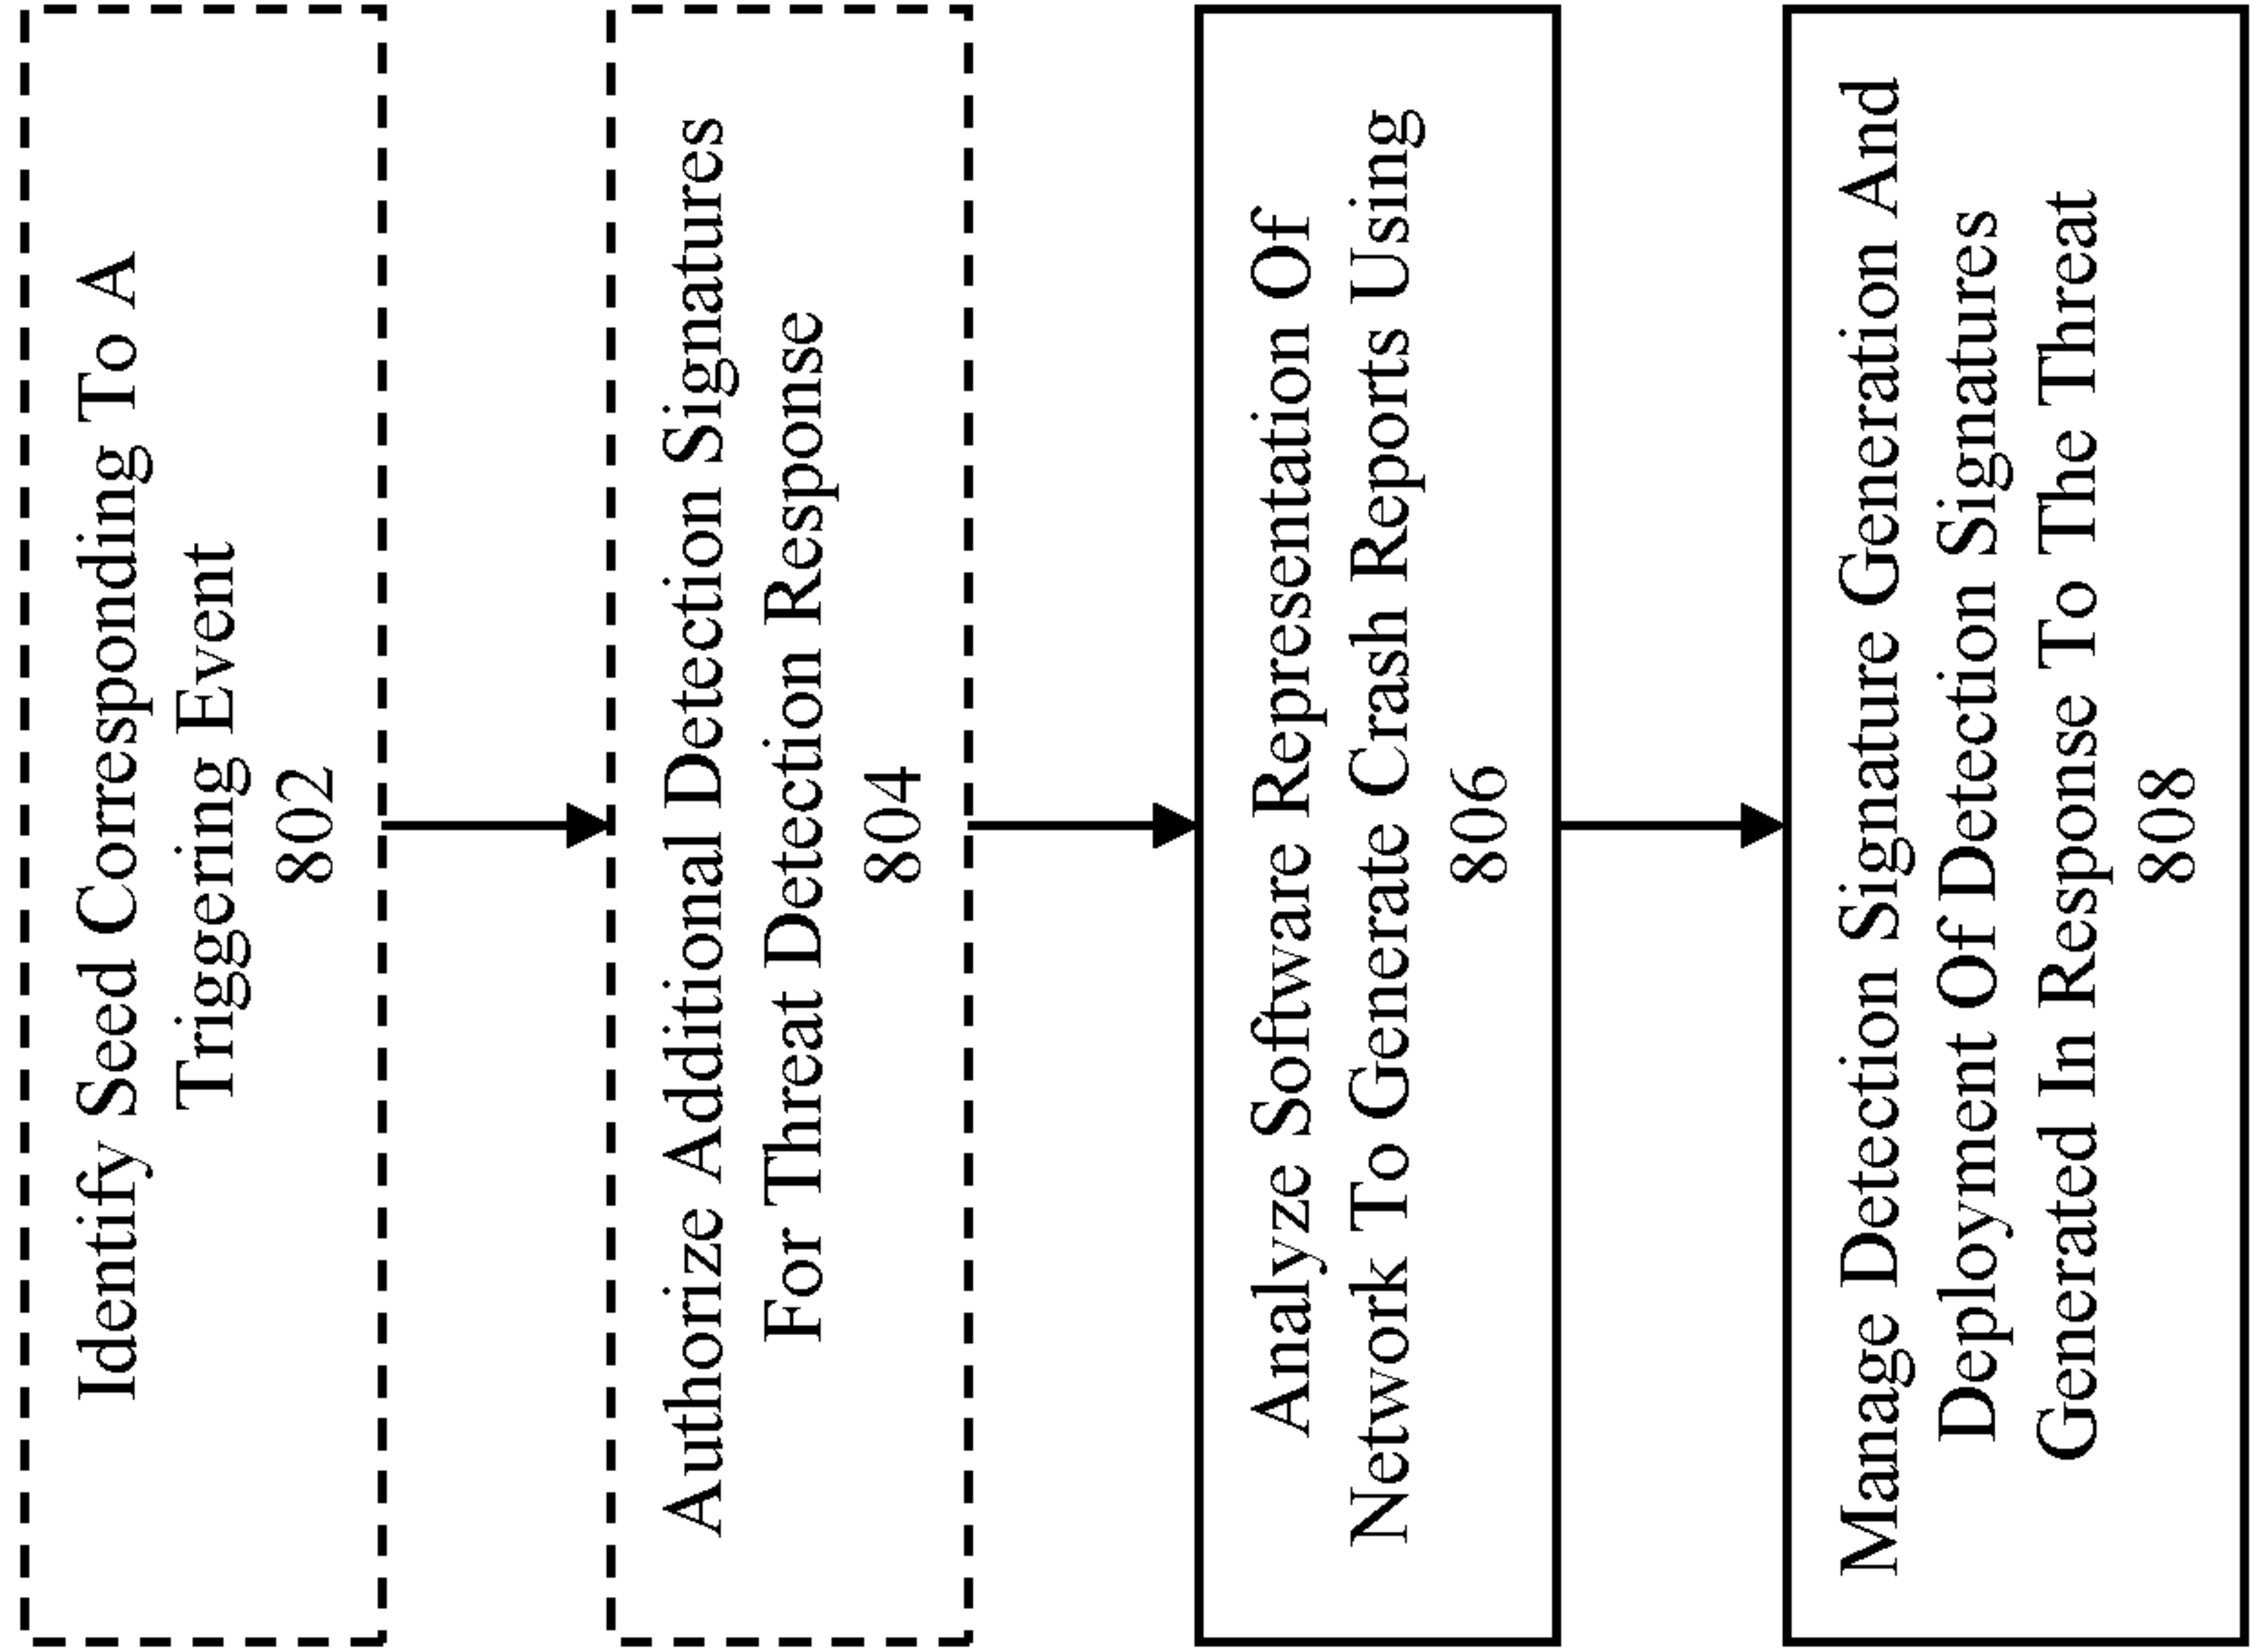 Identify Seed Corresponding To A
Triggering Event
802
Authorize Additional Detection Signatures
For Threat Detection Response
804
Analyze Software Representation Of
Network To Generate Crash Reports Using
806
Manage Detection Signature Generation And
Deployment Of Detection Signatures
Generated In Response To The Threat
808